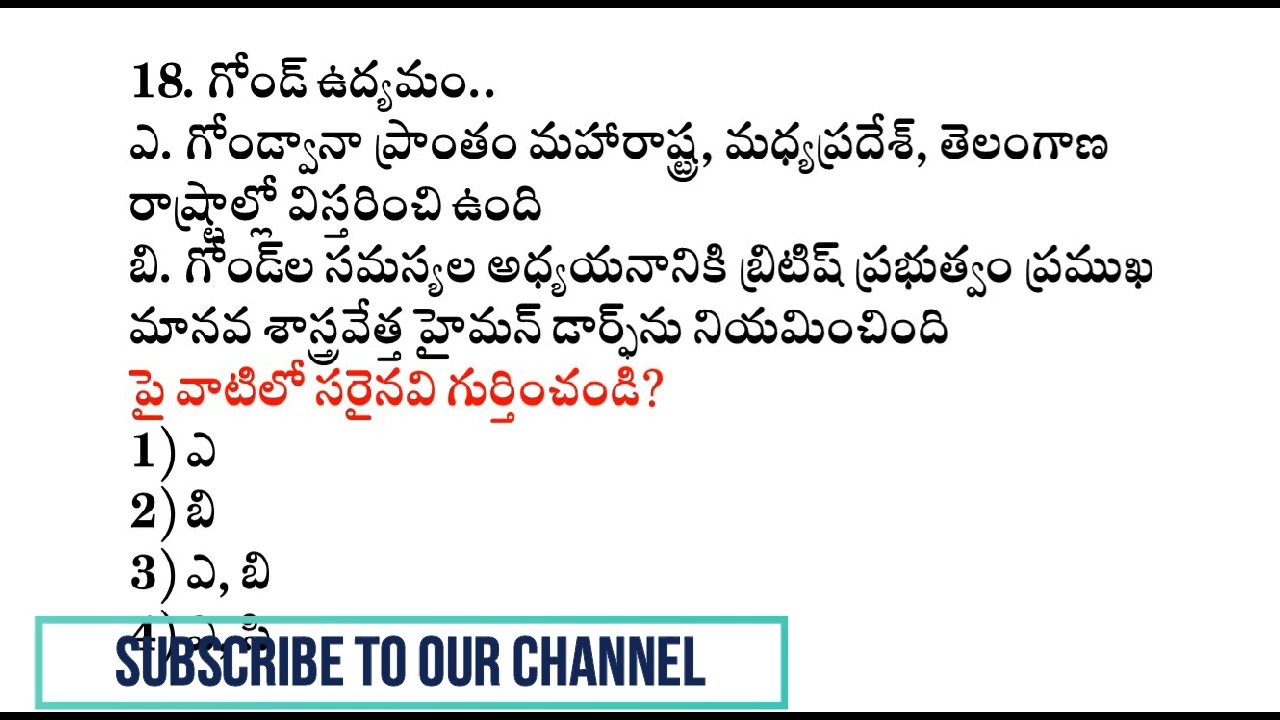 18. గోండ్ ఉద్యమం..
ఎ. గోండ్వానా ప్రాంతం మహారాష్ట్ర, మధ్యప్రదేశ్, తెలంగాణ
రాష్ట్రాల్లో విస్తరించి ఉంది
బి. గోండ్‌ల సమస్యల అధ్యయనానికి బ్రిటిష్ ప్రభుత్వం ప్రముఖ
మానవ శాస్త్రవేత్త హైమన్ డార్ఫ్‌ను నియమించింది
పై వాటిలో సరైనవి గుర్తించండి?
1) ఎ
2) బి
3) ఎ, బి
4)
SUBSCRIBE TO OUR CHANNEL